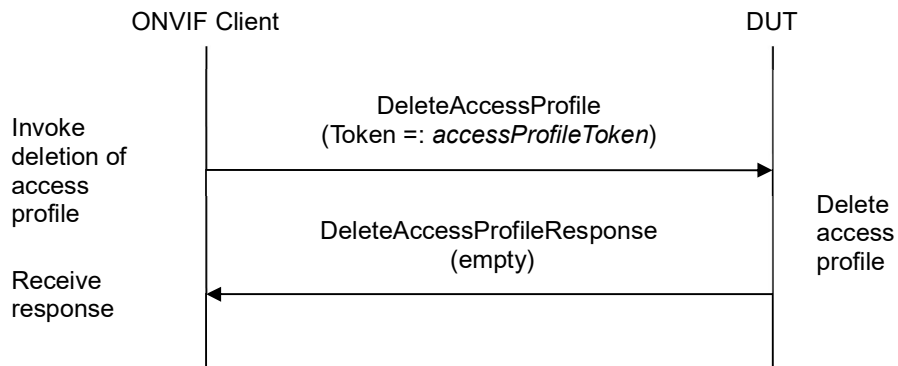 ONVIF Client
DUT
DeleteAccessProfile
(Token =: accessProfileToken)
Invoke
deletion of
access
profile
DeleteAccessProfileResponse
(empty)
Delete
access
profile
Receive
response